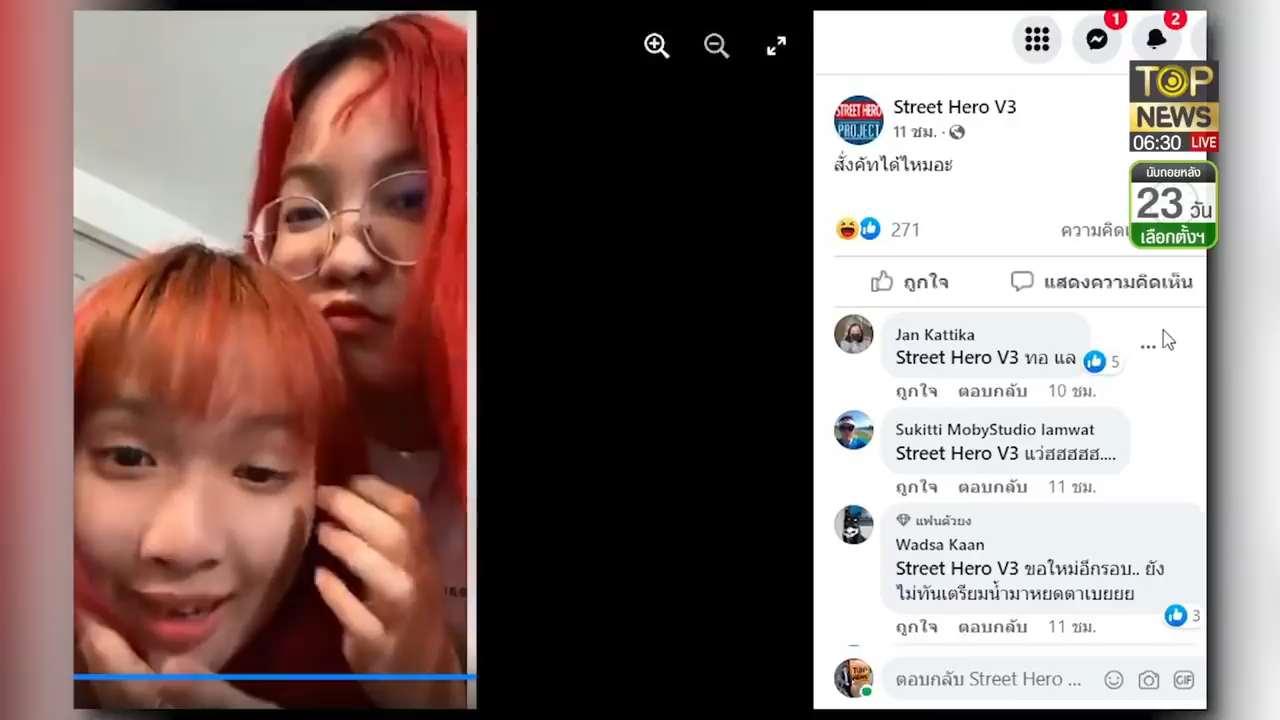 1
2
TOP
NEWS
06:30 LIVE
นับถอยหลัง
23 วัน
เลือกตั้งฯ
STREET HERO
PROJECT
Street Hero V3
11 ชม. ·
สั่งคัทได้ไหมอะ
271
ความคิดเ
ถูกใจ แสดงความคิดเห็น
Jan Kattika
Street Hero V3 ทอ แล
5
ถูกใจ ตอบกลับ 10 ชม.
Sukitti MobyStudio Iamwat
Street Hero V3 แว่ฮฮฮฮฮ....
ถูกใจ ตอบกลับ 11 ชม.
แฟนตัวยง
Wadsa Kaan
Street Hero V3 ขอใหม่อีกรอบ.. ยัง
ไม่ทันเตรียมน้ำมาหยดตาเบยยย
3
ถูกใจ ตอบกลับ 11 ชม.
ตอบกลับ Street Hero ...
GIF